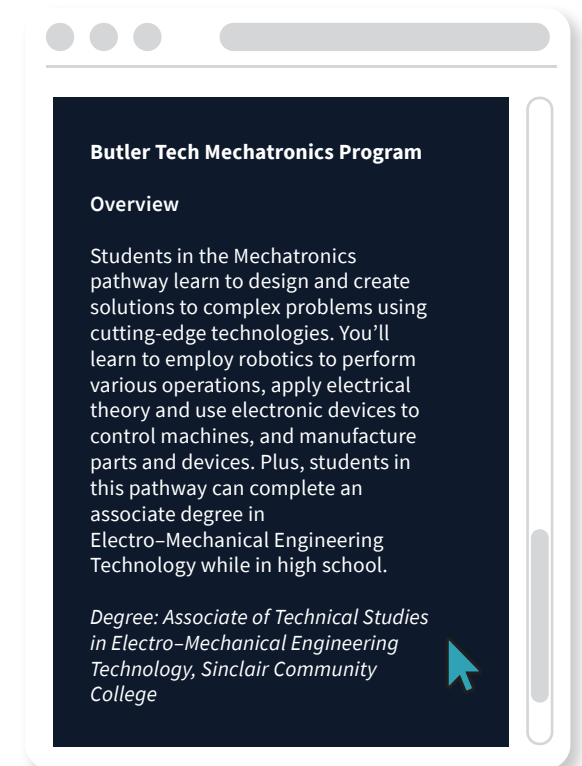 Butler Tech Mechatronics Program
Overview
Students in the Mechatronics
pathway learn to design and create
solutions to complex problems using
cutting-edge technologies. You’ll
learn to employ robotics to perform
various operations, apply electrical
theory and use electronic devices to
control machines, and manufacture
parts and devices. Plus, students in
this pathway can complete an
associate degree in
Electro–Mechanical Engineering
Technology while in high school.
Degree: Associate of Technical Studies
in Electro–Mechanical Engineering
Technology, Sinclair Community
College